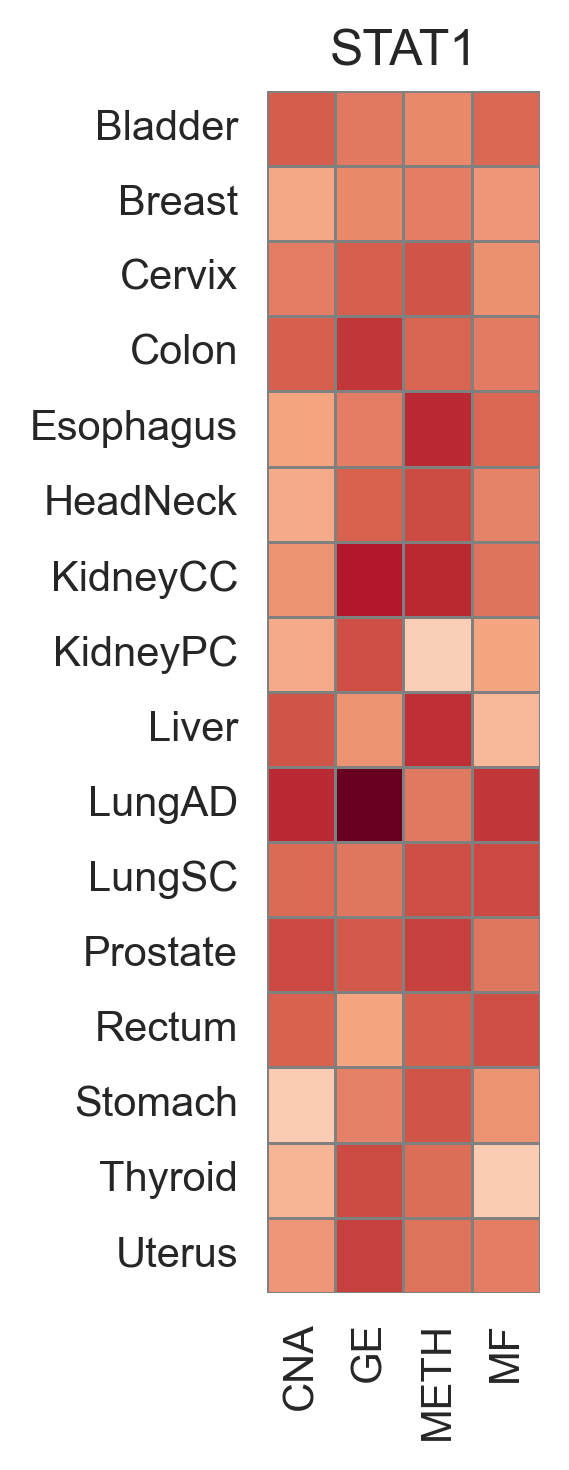 STAT1
Bladder
Breast
Cervix
Colon
Esophagus
HeadNeck
KidneyCC
KidneyPC
Liver
LungAD
LungSC
Prostate
Rectum
Stomach
Thyroid
Uterus
CNA
GE
METH
MF